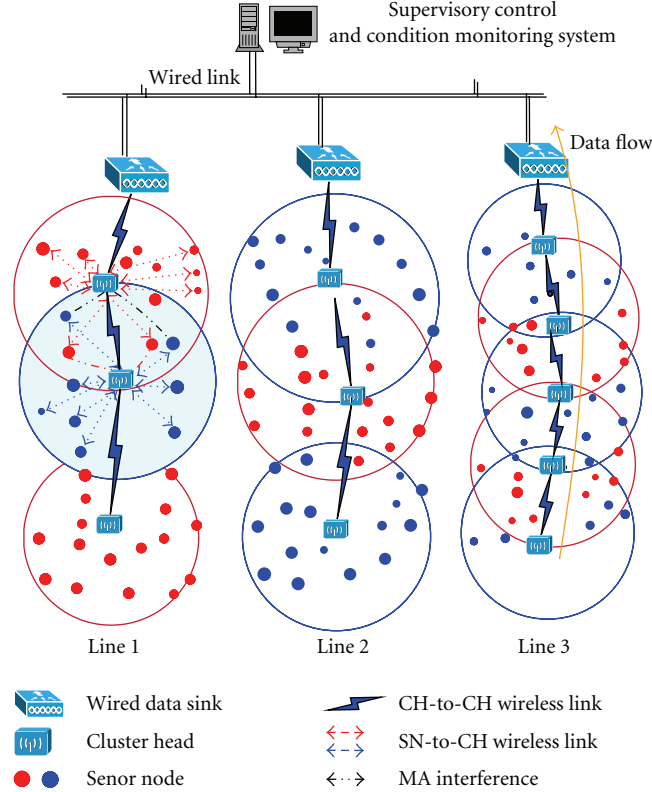 Supervisory control
and condition monitoring system
Wired link
Data flow
Line 1
Line 2
Line 3
Wired data sink
CH-to-CH wireless link
Cluster head
SN-to-CH wireless link
Senor node
MA interference